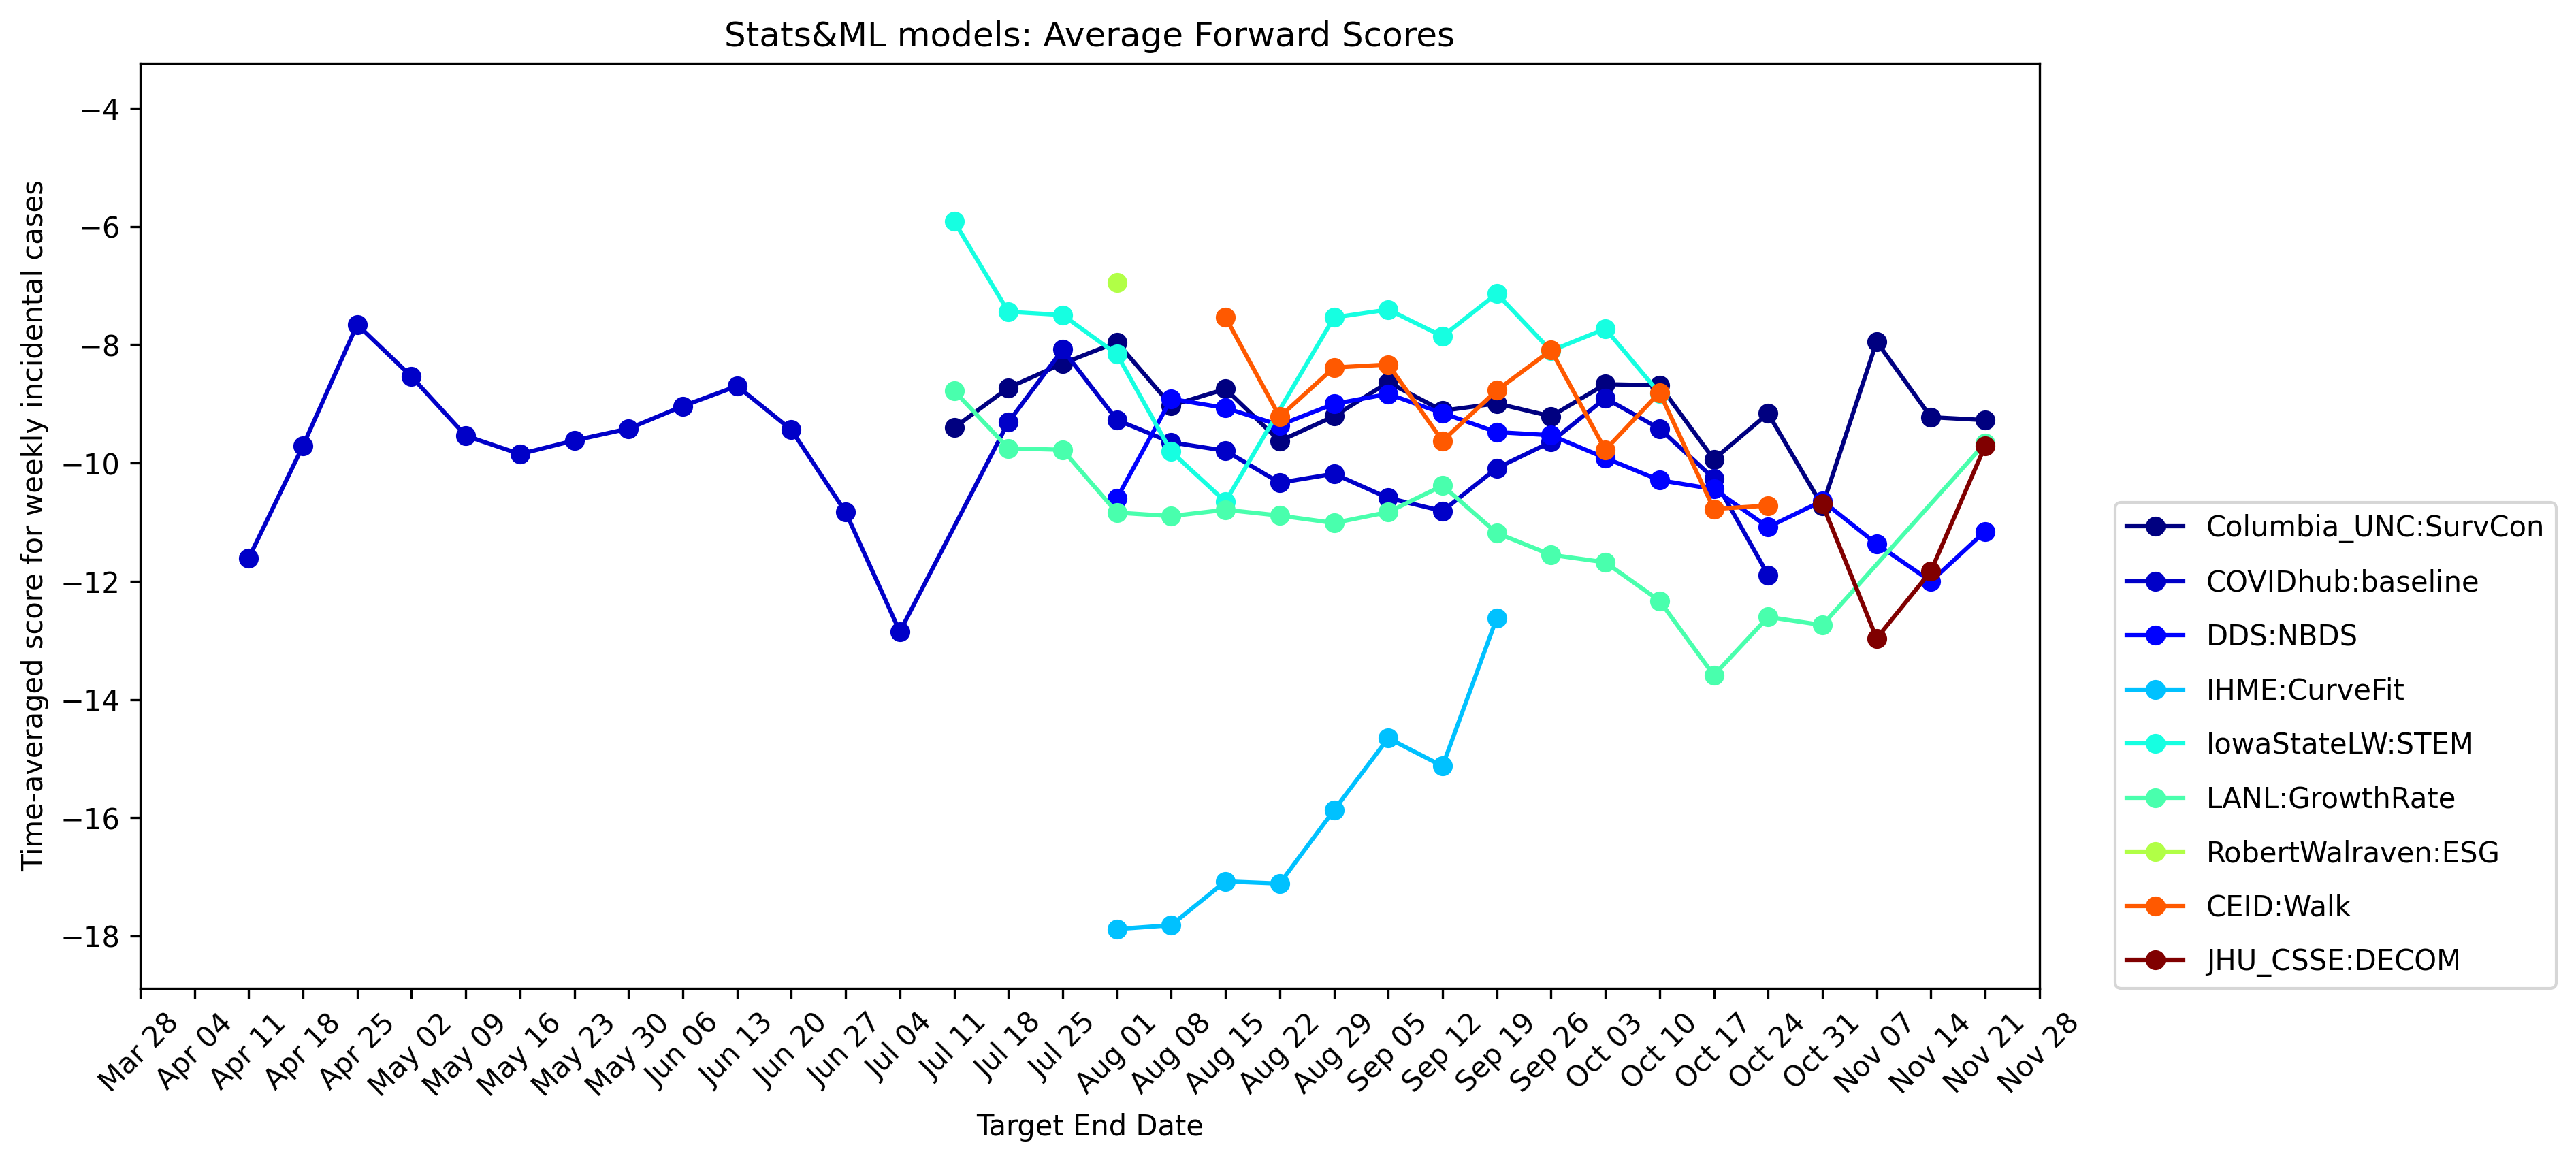 Stats&ML models: Average Forward Scores
Time-averaged score for weekly incidental cases
−4
−6
−8
−10
−12
−14
−16
−18
Mar 28
Apr 04
Apr 11
Apr 18
Apr 25
May 02
May 09
May 16
May 23
May 30
Jun 06
Jun 13
Jun 20
Jun 27
Jul 04
Jul 11
Jul 18
Jul 25
Aug 01
Aug 08
Aug 15
Aug 22
Aug 29
Sep 05
Sep 12
Sep 19
Sep 26
Oct 03
Oct 10
Oct 17
Oct 24
Oct 31
Nov 07
Nov 14
Nov 21
Nov 28
Target End Date
Columbia_UNC:SurvCon
COVIDhub:baseline
DDS:NBDS
IHME:CurveFit
IowaStateLW:STEM
LANL:GrowthRate
RobertWalraven:ESG
CEID:Walk
JHU_CSSE:DECOM